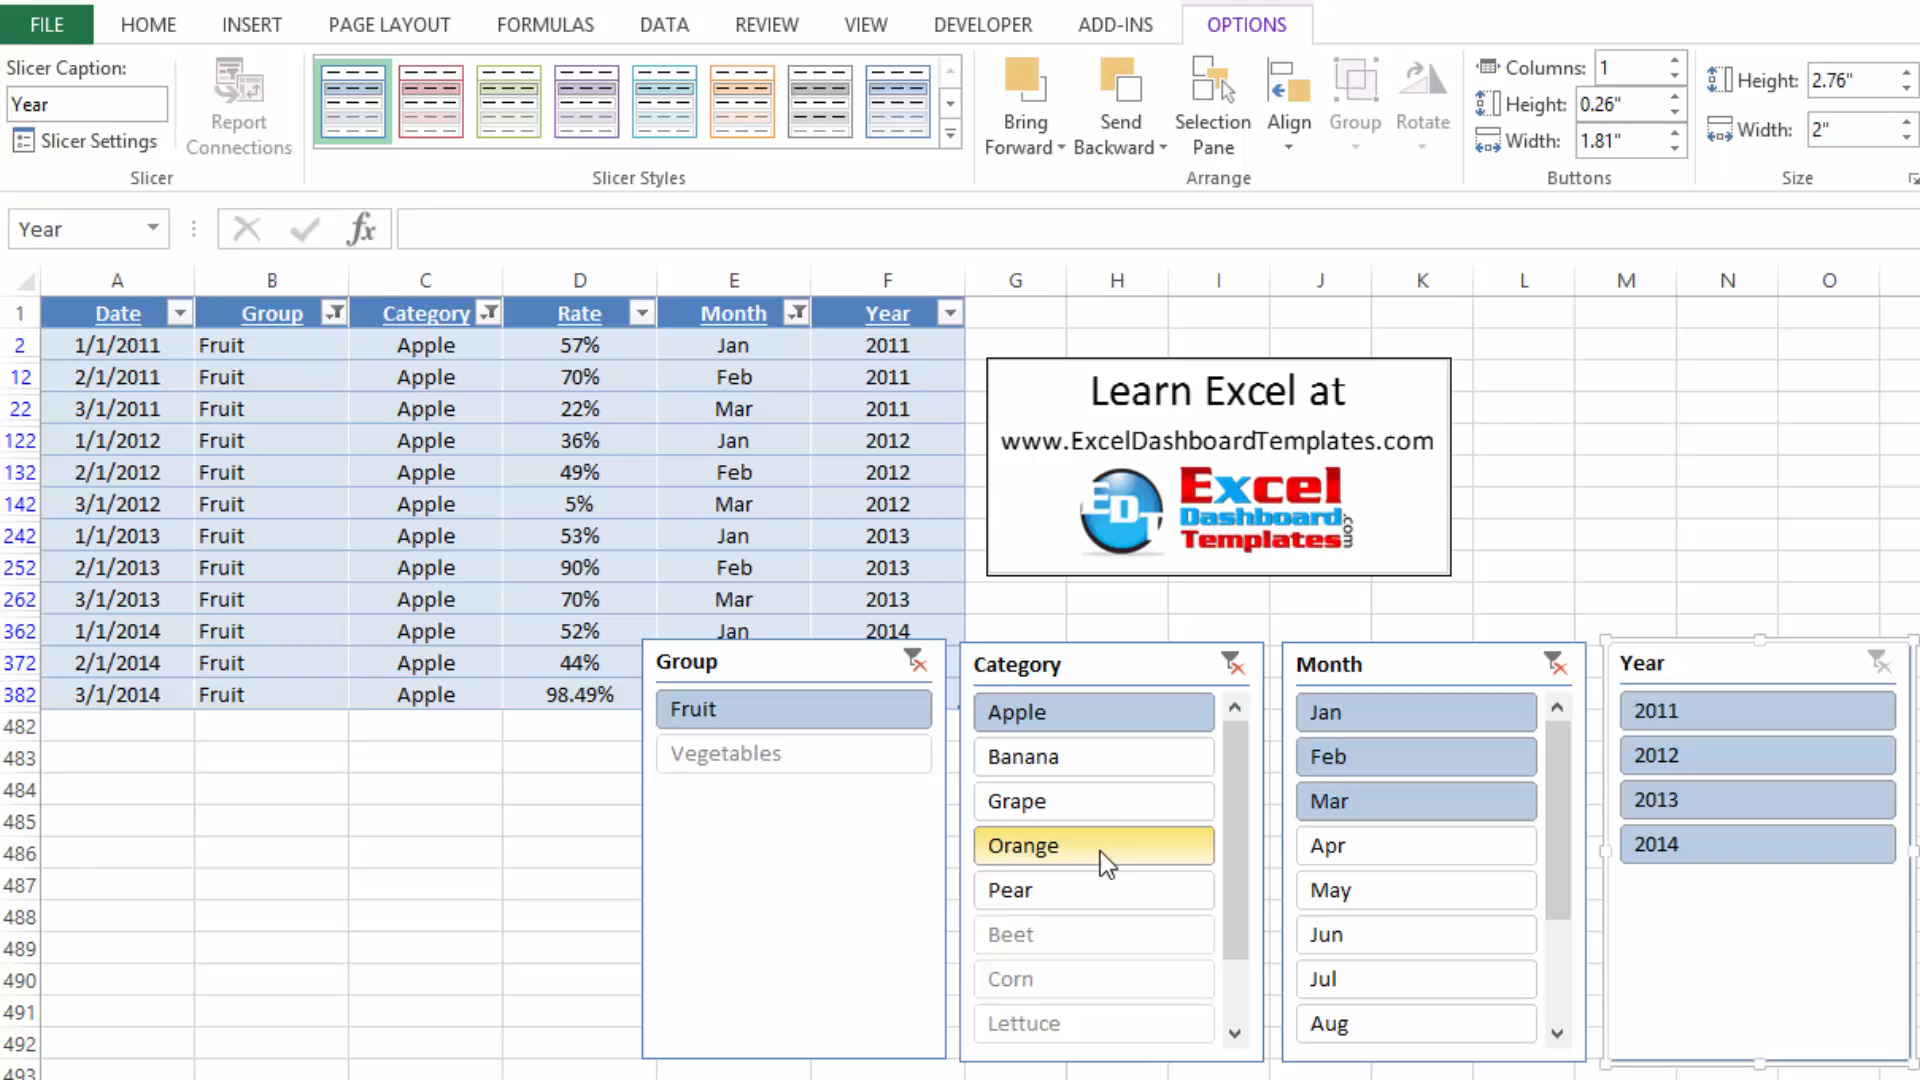 FILE HOME INSERT PAGE LAYOUT FORMULAS DATA REVIEW VIEW DEVELOPER ADD-INS OPTIONS
Slicer Caption:
Year
Slicer Settings
Report
Connections
Slicer
Slicer Styles
Bring
Forward
Send
Backward
Selection
Pane
Align
Group
Rotate
Arrange
Columns: 1
Height: 0.26"
Width: 1.81"
Buttons
Height: 2.76"
Width: 2"
Size
Year fx
A B C D E F G H I J K L M N O
1 Date Group Category Rate Month Year
2 1/1/2011 Fruit Apple 57% Jan 2011
12 2/1/2011 Fruit Apple 70% Feb 2011
22 3/1/2011 Fruit Apple 22% Mar 2011
122 1/1/2012 Fruit Apple 36% Jan 2012
132 2/1/2012 Fruit Apple 49% Feb 2012
142 3/1/2012 Fruit Apple 5% Mar 2012
242 1/1/2013 Fruit Apple 53% Jan 2013
252 2/1/2013 Fruit Apple 90% Feb 2013
262 3/1/2013 Fruit Apple 70% Mar 2013
362 1/1/2014 Fruit Apple 52% Jan 2014
372 2/1/2014 Fruit Apple 44%
382 3/1/2014 Fruit Apple 98.49%
482
483
484
485
486
487
488
489
490
491
492
493
Learn Excel at
www.ExcelDashboardTemplates.com
EDT
Excel
Dashboard
Templates.com
Group
Fruit
Vegetables
Category
Apple
Banana
Grape
Orange
Pear
Beet
Corn
Lettuce
Month
Jan
Feb
Mar
Apr
May
Jun
Jul
Aug
Year
2011
2012
2013
2014